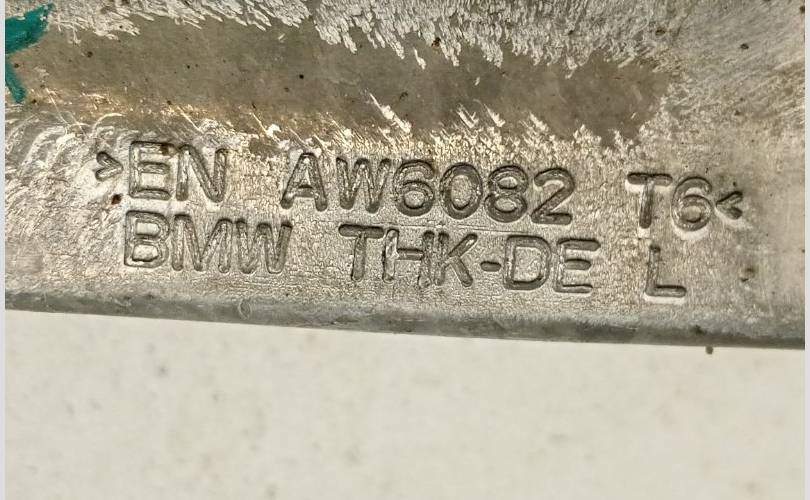 >EN AW6082 T6<
BMW THK-DE L